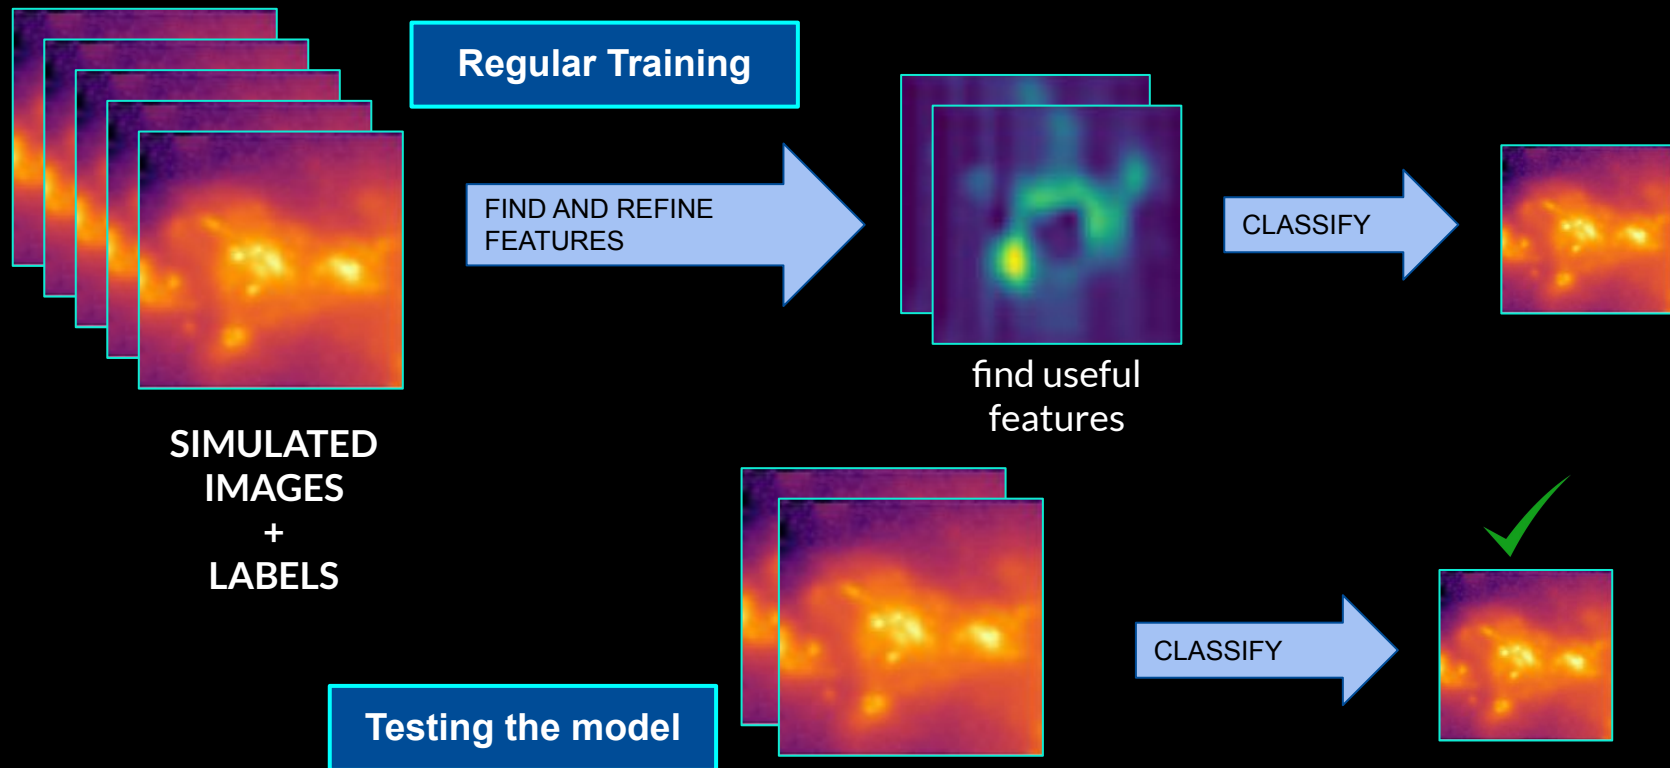 Regular Training
FIND AND REFINE
FEATURES
CLASSIFY
find useful
features
SIMULATED
IMAGES
+
LABELS
CLASSIFY
Testing the model